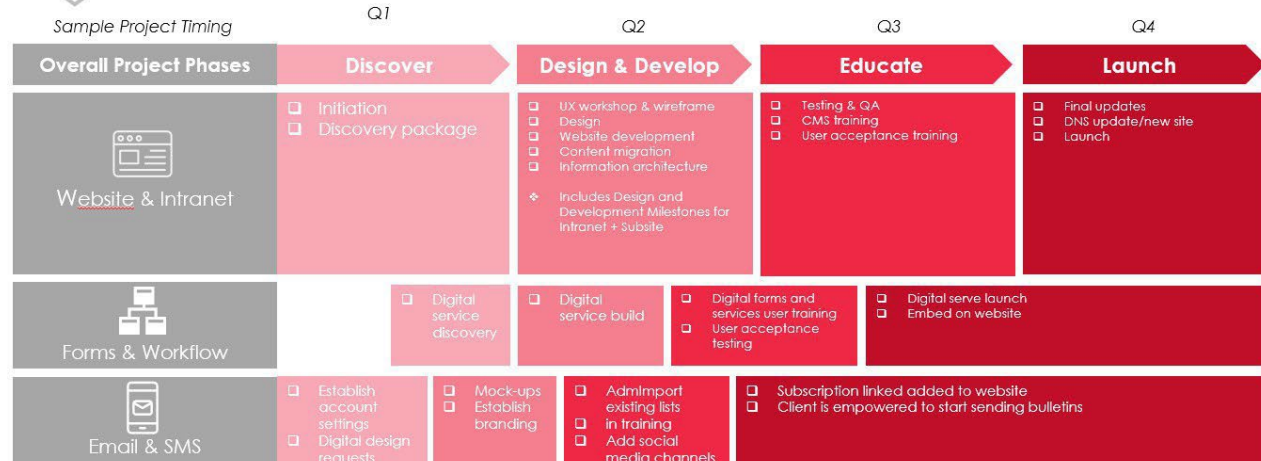 Sample Project Timing
Q1
Q2
Q3
Q4
Overall Project Phases
Discover
Design & Develop
Educate
Launch
Website & Intranet
Initiation
Discovery package
UX workshop & wireframe
Design
Website development
Content migration
Information architecture
Includes Design and
Development Milestones for
Intranet + Subsite
Testing & QA
CMS training
User acceptance training
Final updates
DNS update/new site
Launch
Forms & Workflow
Digital
service
discovery
Digital
service build
Digital forms and
services user training
User acceptance
testing
Digital serve launch
Embed on website
Email & SMS
Establish
account
settings
Digital design
requests
Mock-ups
Establish
branding
AdmImport
existing lists
in training
Add social
media channels
Subscription linked added to website
Client is empowered to start sending bulletins